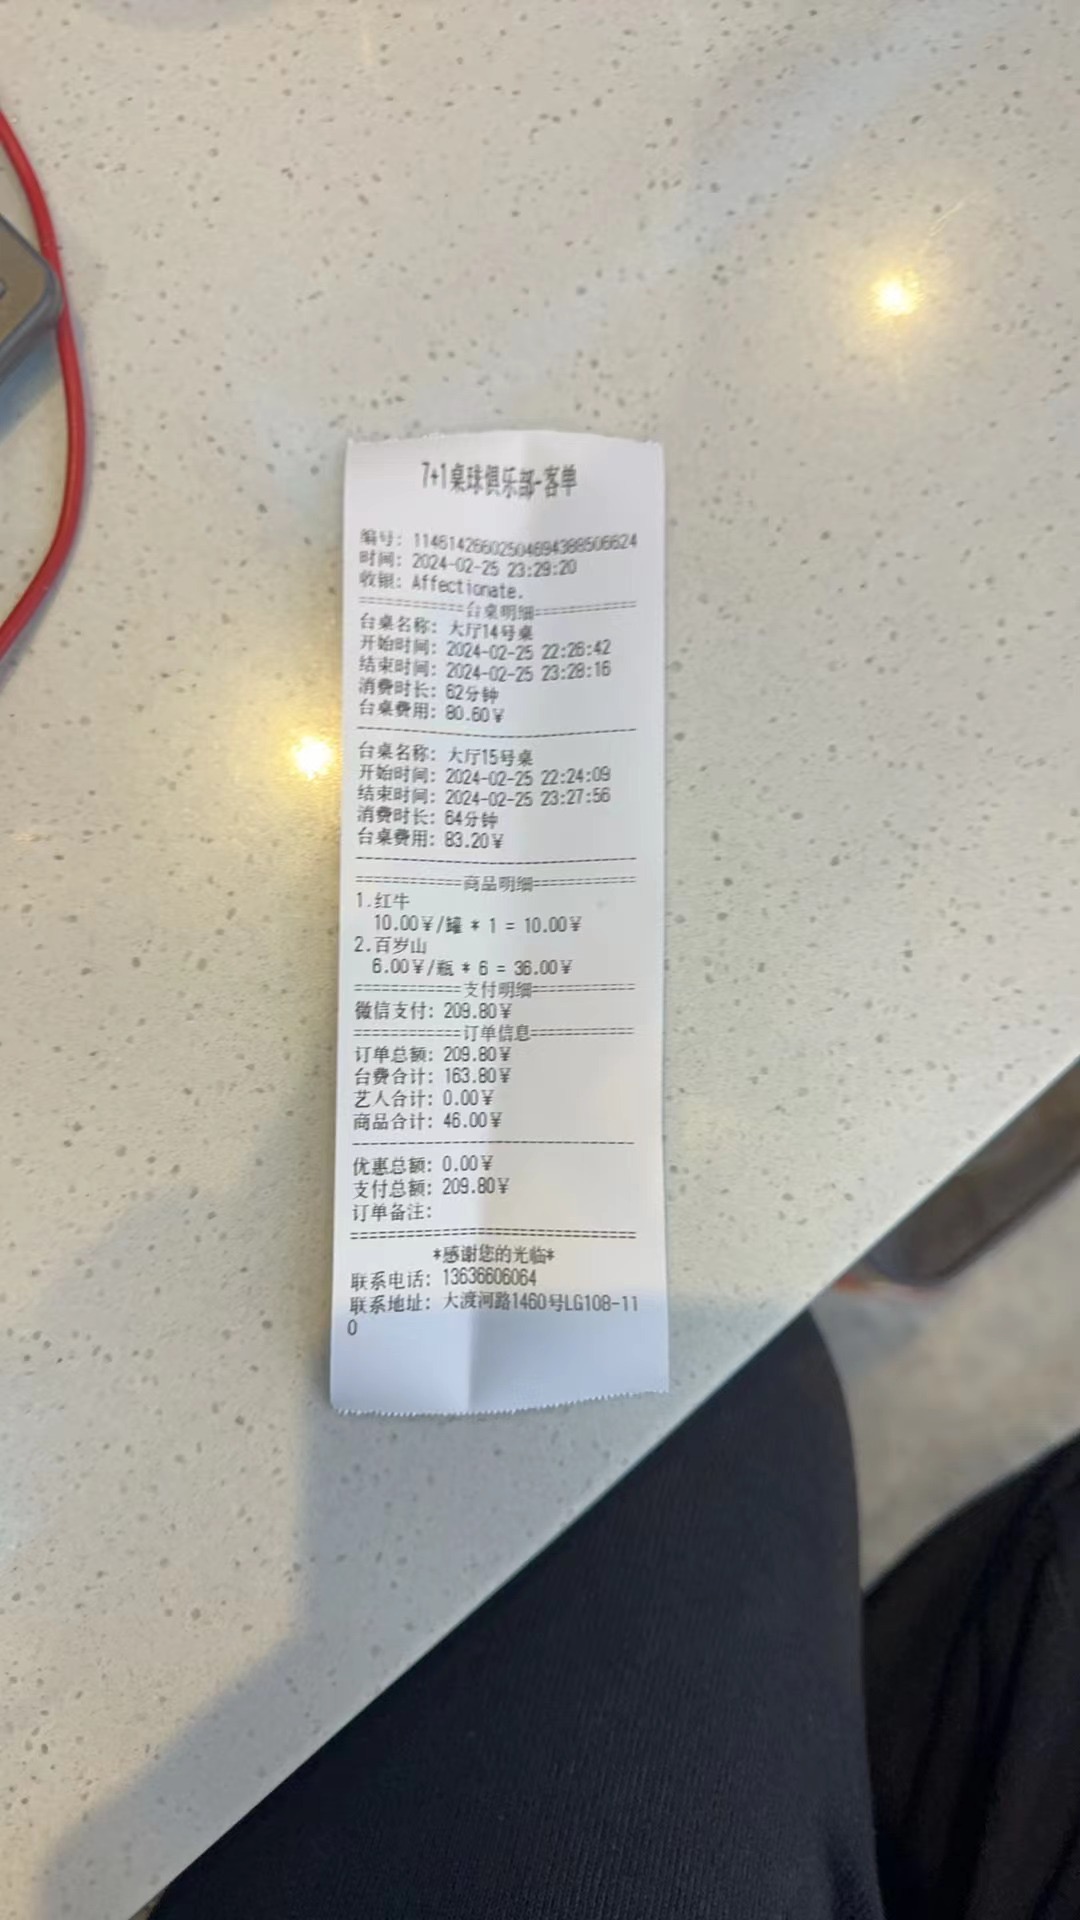 7+1桌球俱乐部-客单
编号: 11461426602504694388506624
时间: 2024-02-25 23:29:20
收银: Affectionate.
============台桌明细============
台桌名称: 大厅14号桌
开始时间: 2024-02-25 22:26:42
结束时间: 2024-02-25 23:28:16
消费时长: 62分钟
台桌费用: 80.60¥
--------------------------------
台桌名称: 大厅15号桌
开始时间: 2024-02-25 22:24:09
结束时间: 2024-02-25 23:27:56
消费时长: 64分钟
台桌费用: 83.20¥
--------------------------------
============商品明细============
1.红牛
10.00¥/罐 * 1 = 10.00¥
2.百岁山
6.00¥/瓶 * 6 = 36.00¥
============支付明细============
微信支付: 209.80¥
============订单信息============
订单总额: 209.80¥
台费合计: 163.80¥
艺人合计: 0.00¥
商品合计: 46.00¥
--------------------------------
优惠总额: 0.00¥
支付总额: 209.80¥
订单备注:
================================
*感谢您的光临*
联系电话: 13636606064
联系地址: 大渡河路1460号LG108-11
0